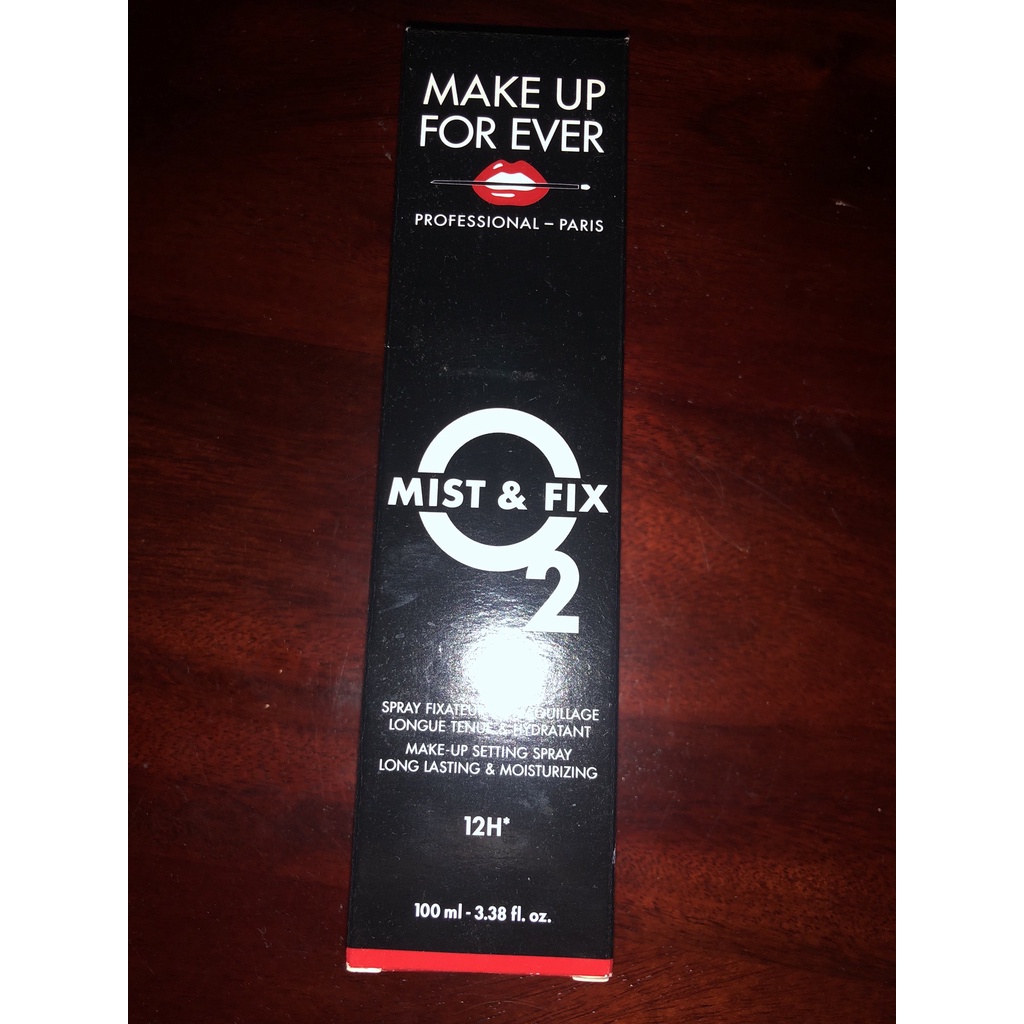 MAKE UP
FOR EVER
PROFESSIONAL – PARIS
O2
MIST & FIX
SPRAY
LONGUE TENUE & HYDRATANT
MAKE-UP SETTING SPRAY
LONG LASTING & MOISTURIZING
12H*
100 ml - 3.38 fl. oz.